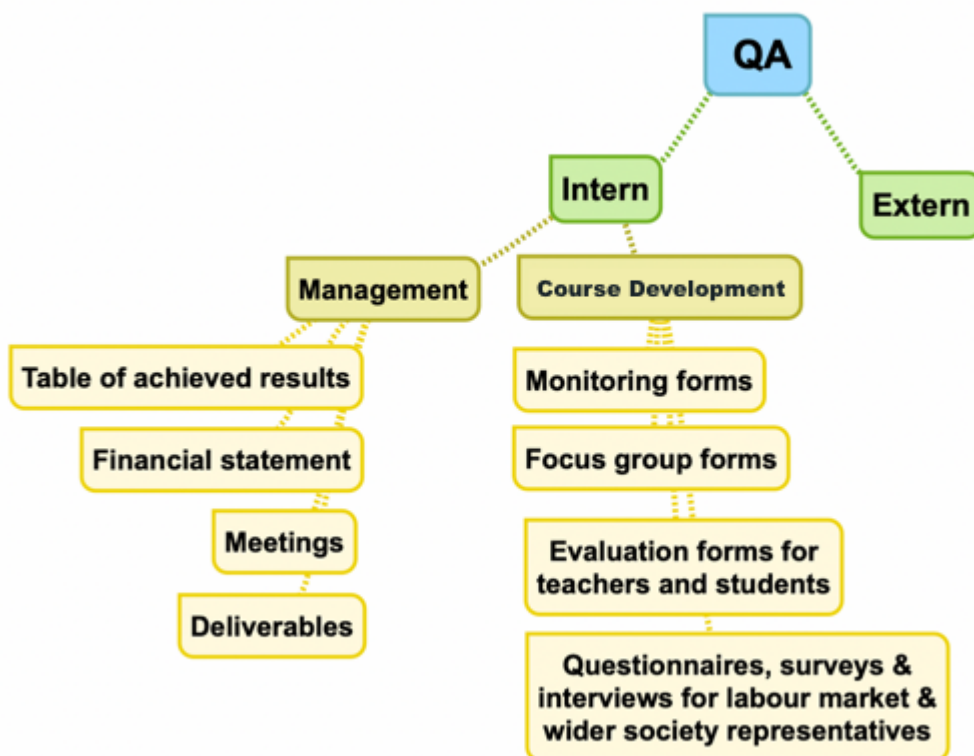 QA
Intern
Extern
Management
Course Development
Table of achieved results
Monitoring forms
Financial statement
Focus group forms
Meetings
Evaluation forms for
teachers and students
Deliverables
Questionnaires, surveys &
interviews for labour market &
wider society representatives